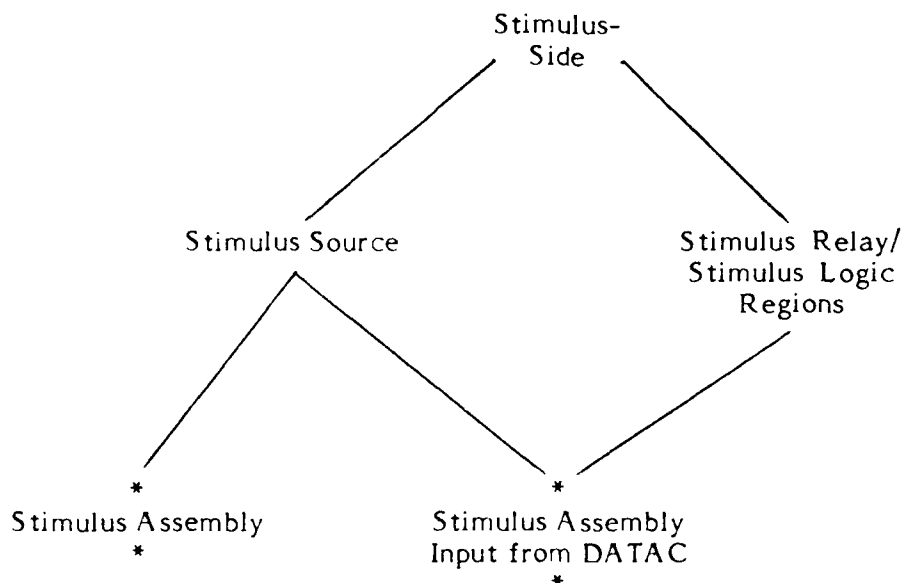 Stimulus-
Side
Stimulus Source
Stimulus Relay/
Stimulus Logic
Regions
*
Stimulus Assembly
*
*
Stimulus Assembly
Input from DATAC
*